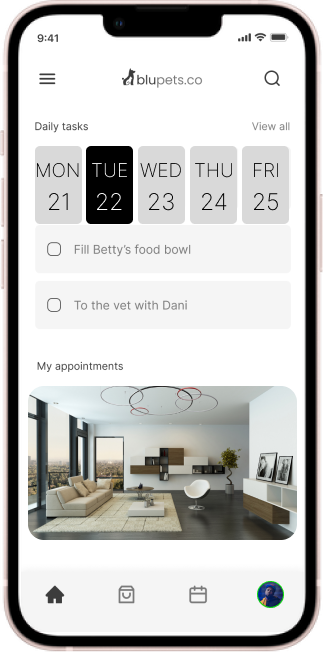 9:41
blupets.co
Daily tasks View all
MON TUE WED THU FRI
21 22 23 24 25
Fill Betty's food bowl
To the vet with Dani
My appointments